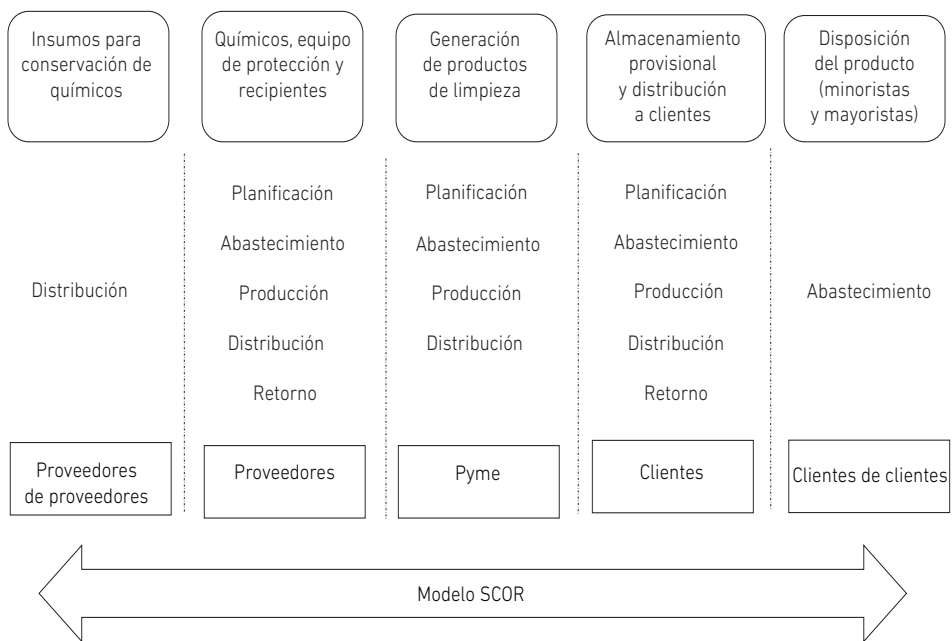 Insumos para
conservación de
químicos
Químicos, equipo
de protección y
recipientes
Generación
de productos
de limpieza
Almacenamiento
provisional
y distribución
a clientes
Disposición
del producto
(minoristas
y mayoristas)
Distribución
Planificación
Abastecimiento
Producción
Distribución
Retorno
Planificación
Abastecimiento
Producción
Distribución
Planificación
Abastecimiento
Producción
Distribución
Retorno
Abastecimiento
Proveedores
de proveedores
Proveedores
Pyme
Clientes
Clientes de clientes
Modelo SCOR